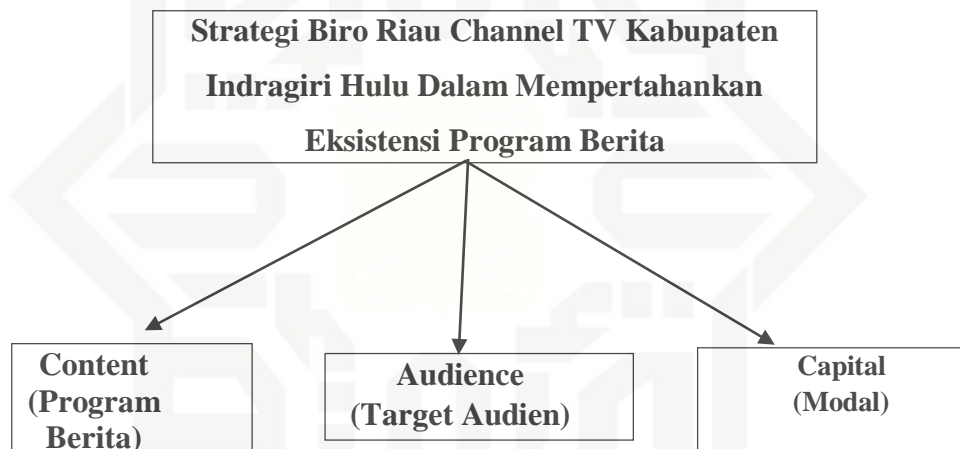 Strategi Biro Riau Channel TV Kabupaten
Indragiri Hulu Dalam Mempertahankan
Eksistensi Program Berita
Content
(Program
Berita)
Audience
(Target Audien)
Capital
(Modal)